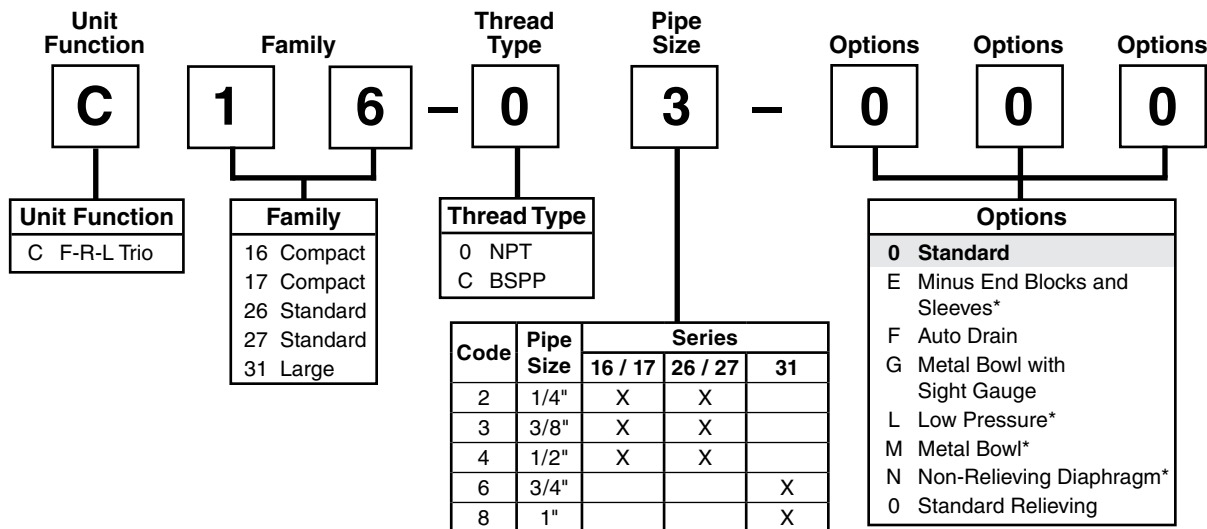 Unit Function
Family
Thread Type
Pipe Size
Options
Options
Options
C 1 6 – 0 3 – 0 0 0
Unit Function
C F-R-L Trio
Family
16 Compact
17 Compact
26 Standard
27 Standard
31 Large
Thread Type
0 NPT
C BSPP
Code Pipe Size Series
16 / 17 26 / 27 31
2 1/4" X X
3 3/8" X X
4 1/2" X X
6 3/4" X
8 1" X
Options
0 Standard
E Minus End Blocks and
Sleeves*
F Auto Drain
G Metal Bowl with
Sight Gauge
L Low Pressure*
M Metal Bowl*
N Non-Relieving Diaphragm*
0 Standard Relieving